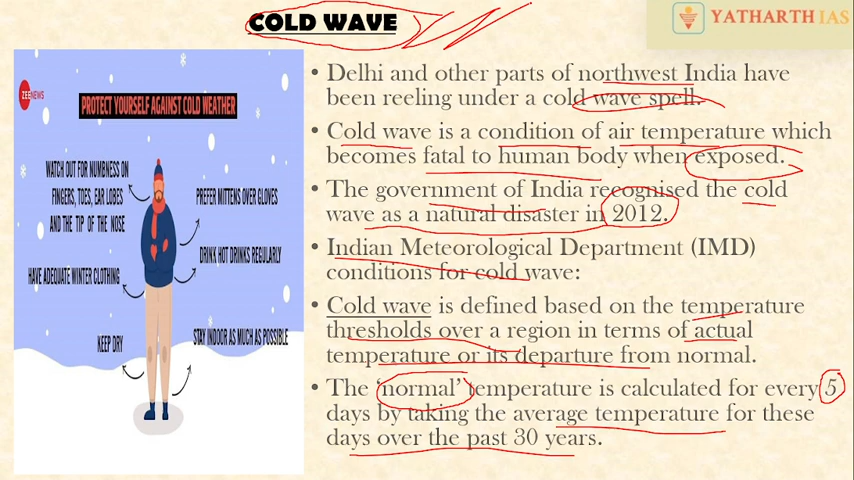 COLD WAVE
YATHARTH IAS
ZEE NEWS
PROTECT YOURSELF AGAINST COLD WEATHER
WATCH OUT FOR NUMBNESS ON
FINGERS, TOES, EAR LOBES
AND THE TIP OF THE NOSE
PREFER MITTENS OVER GLOVES
DRINK HOT DRINKS REGULARLY
HAVE ADEQUATE WINTER CLOTHING
KEEP DRY
STAY INDOOR AS MUCH AS POSSIBLE
• Delhi and other parts of northwest India have
been reeling under a cold wave spell.
• Cold wave is a condition of air temperature which
becomes fatal to human body when exposed.
• The government of India recognised the cold
wave as a natural disaster in 2012.
• Indian Meteorological Department (IMD)
conditions for cold wave:
• Cold wave is defined based on the temperature
thresholds over a region in terms of actual
temperature or its departure from normal.
• The ‘normal’ temperature is calculated for every 5
days by taking the average temperature for these
days over the past 30 years.